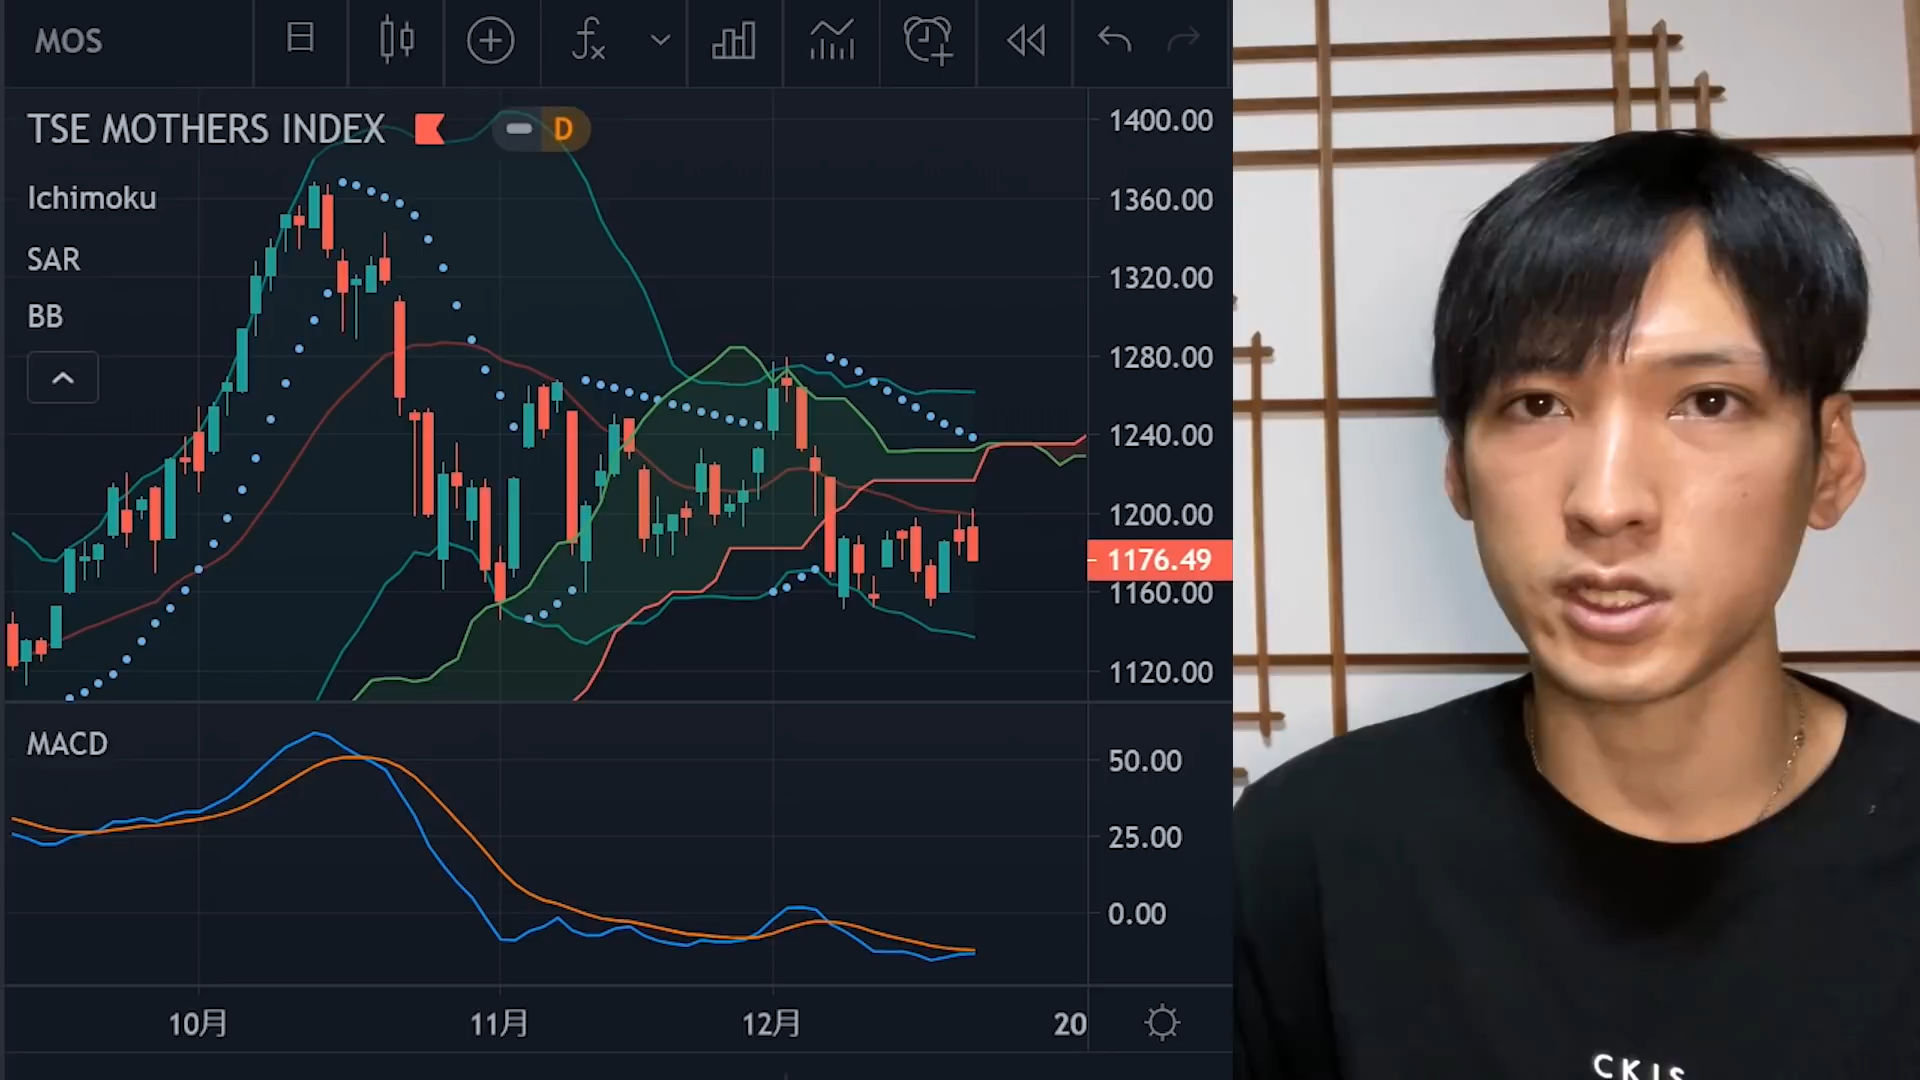 MOS
TSE MOTHERS INDEX
D
Ichimoku
SAR
BB
1400.00
1360.00
1320.00
1280.00
1240.00
1200.00
1176.49
1160.00
1120.00
MACD
50.00
25.00
0.00
10月
11月
12月
20
CKIS